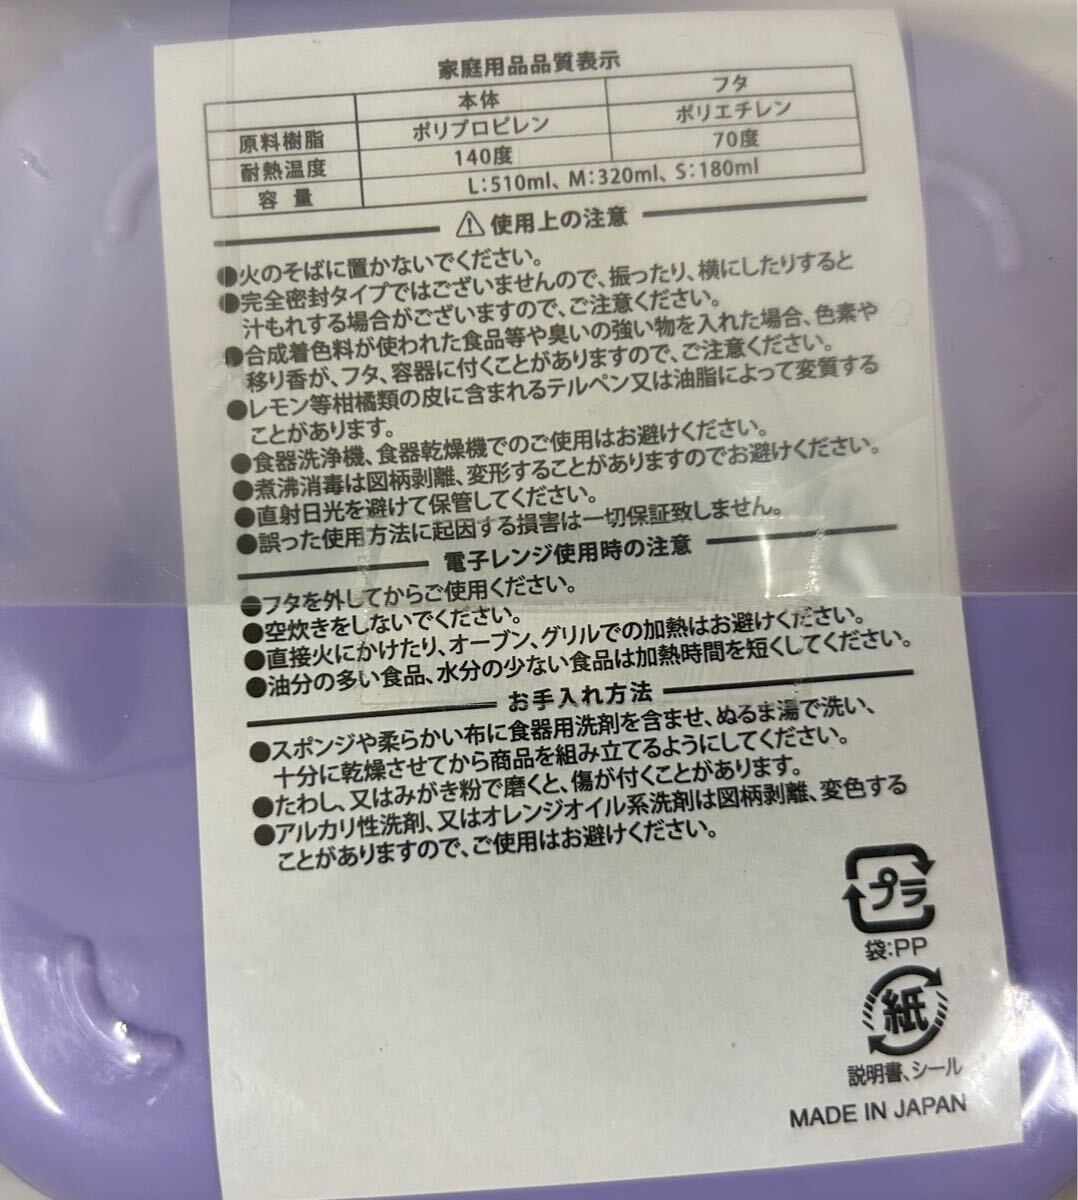 家庭用品品質表示
本体 フタ
原料樹脂 ポリプロピレン ポリエチレン
耐熱温度 140度 70度
容 量 L:510ml、M:320ml、S:180ml
⚠使用上の注意
●火のそばに置かないでください。
●完全密封タイプではございませんので、振ったり、横にしたりすると
汁もれする場合がございますので、ご注意ください。
●合成着色料が使われた食品等や臭いの強い物を入れた場合、色素や
移り香が、フタ、容器に付くことがありますので、ご注意ください。
●レモン等柑橘類の皮に含まれるテルペン又は油脂によって変質する
ことがあります。
●食器洗浄機、食器乾燥機でのご使用はお避けください。
●煮沸消毒は図柄剥離、変形することがありますのでお避けください。
●直射日光を避けて保管してください。
●誤った使用方法に起因する損害は一切保証致しません。
電子レンジ使用時の注意
●フタを外してからご使用ください。
●空炊きをしないでください。
●直接火にかけたり、オーブン、グリルでの加熱はお避けください。
●油分の多い食品、水分の少ない食品は加熱時間を短くしてください。
お手入れ方法
●スポンジや柔らかい布に食器用洗剤を含ませ、ぬるま湯で洗い、
十分に乾燥させてから商品を組み立てるようにしてください。
●たわし、又はみがき粉で磨くと、傷が付くことがあります。
●アルカリ性洗剤、又はオレンジオイル系洗剤は図柄剥離、変色する
ことがありますので、ご使用はお避けください。
プラ
袋:PP
紙
説明書、シール
MADE IN JAPAN